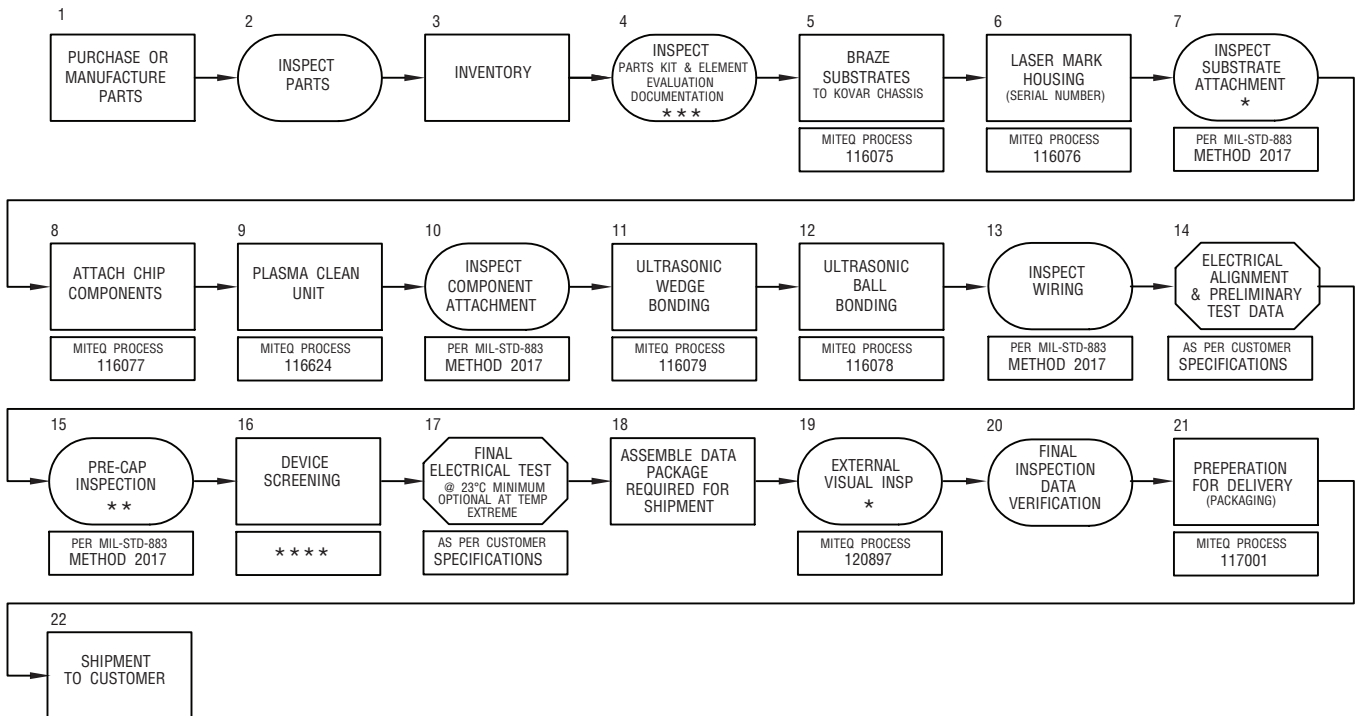 1
PURCHASE OR
MANUFACTURE
PARTS
2
INSPECT
PARTS
3
INVENTORY
4
INSPECT
PARTS KIT & ELEMENT
EVALUATION
DOCUMENTATION
***
5
BRAZE
SUBSTRATES
TO KOVAR CHASSIS
MITEQ PROCESS
116075
6
LASER MARK
HOUSING
(SERIAL NUMBER)
MITEQ PROCESS
116076
7
INSPECT
SUBSTRATE
ATTACHMENT
*
PER MIL-STD-883
METHOD 2017
8
ATTACH CHIP
COMPONENTS
MITEQ PROCESS
116077
9
PLASMA CLEAN
UNIT
MITEQ PROCESS
116624
10
INSPECT
COMPONENT
ATTACHMENT
PER MIL-STD-883
METHOD 2017
11
ULTRASONIC
WEDGE
BONDING
MITEQ PROCESS
116079
12
ULTRASONIC
BALL
BONDING
MITEQ PROCESS
116078
13
INSPECT
WIRING
PER MIL-STD-883
METHOD 2017
14
ELECTRICAL
ALIGNMENT
& PRELIMINARY
TEST DATA
AS PER CUSTOMER
SPECIFICATIONS
15
PRE-CAP
INSPECTION
**
PER MIL-STD-883
METHOD 2017
16
DEVICE
SCREENING
****
17
FINAL
ELECTRICAL TEST
@ 23°C MINIMUM
OPTIONAL AT TEMP
EXTREME
AS PER CUSTOMER
SPECIFICATIONS
18
ASSEMBLE DATA
PACKAGE
REQUIRED FOR
SHIPMENT
19
EXTERNAL
VISUAL INSP
*
MITEQ PROCESS
120897
20
FINAL
INSPECTION
DATA
VERIFICATION
21
PREPERATION
FOR DELIVERY
(PACKAGING)
MITEQ PROCESS
117001
22
SHIPMENT
TO CUSTOMER